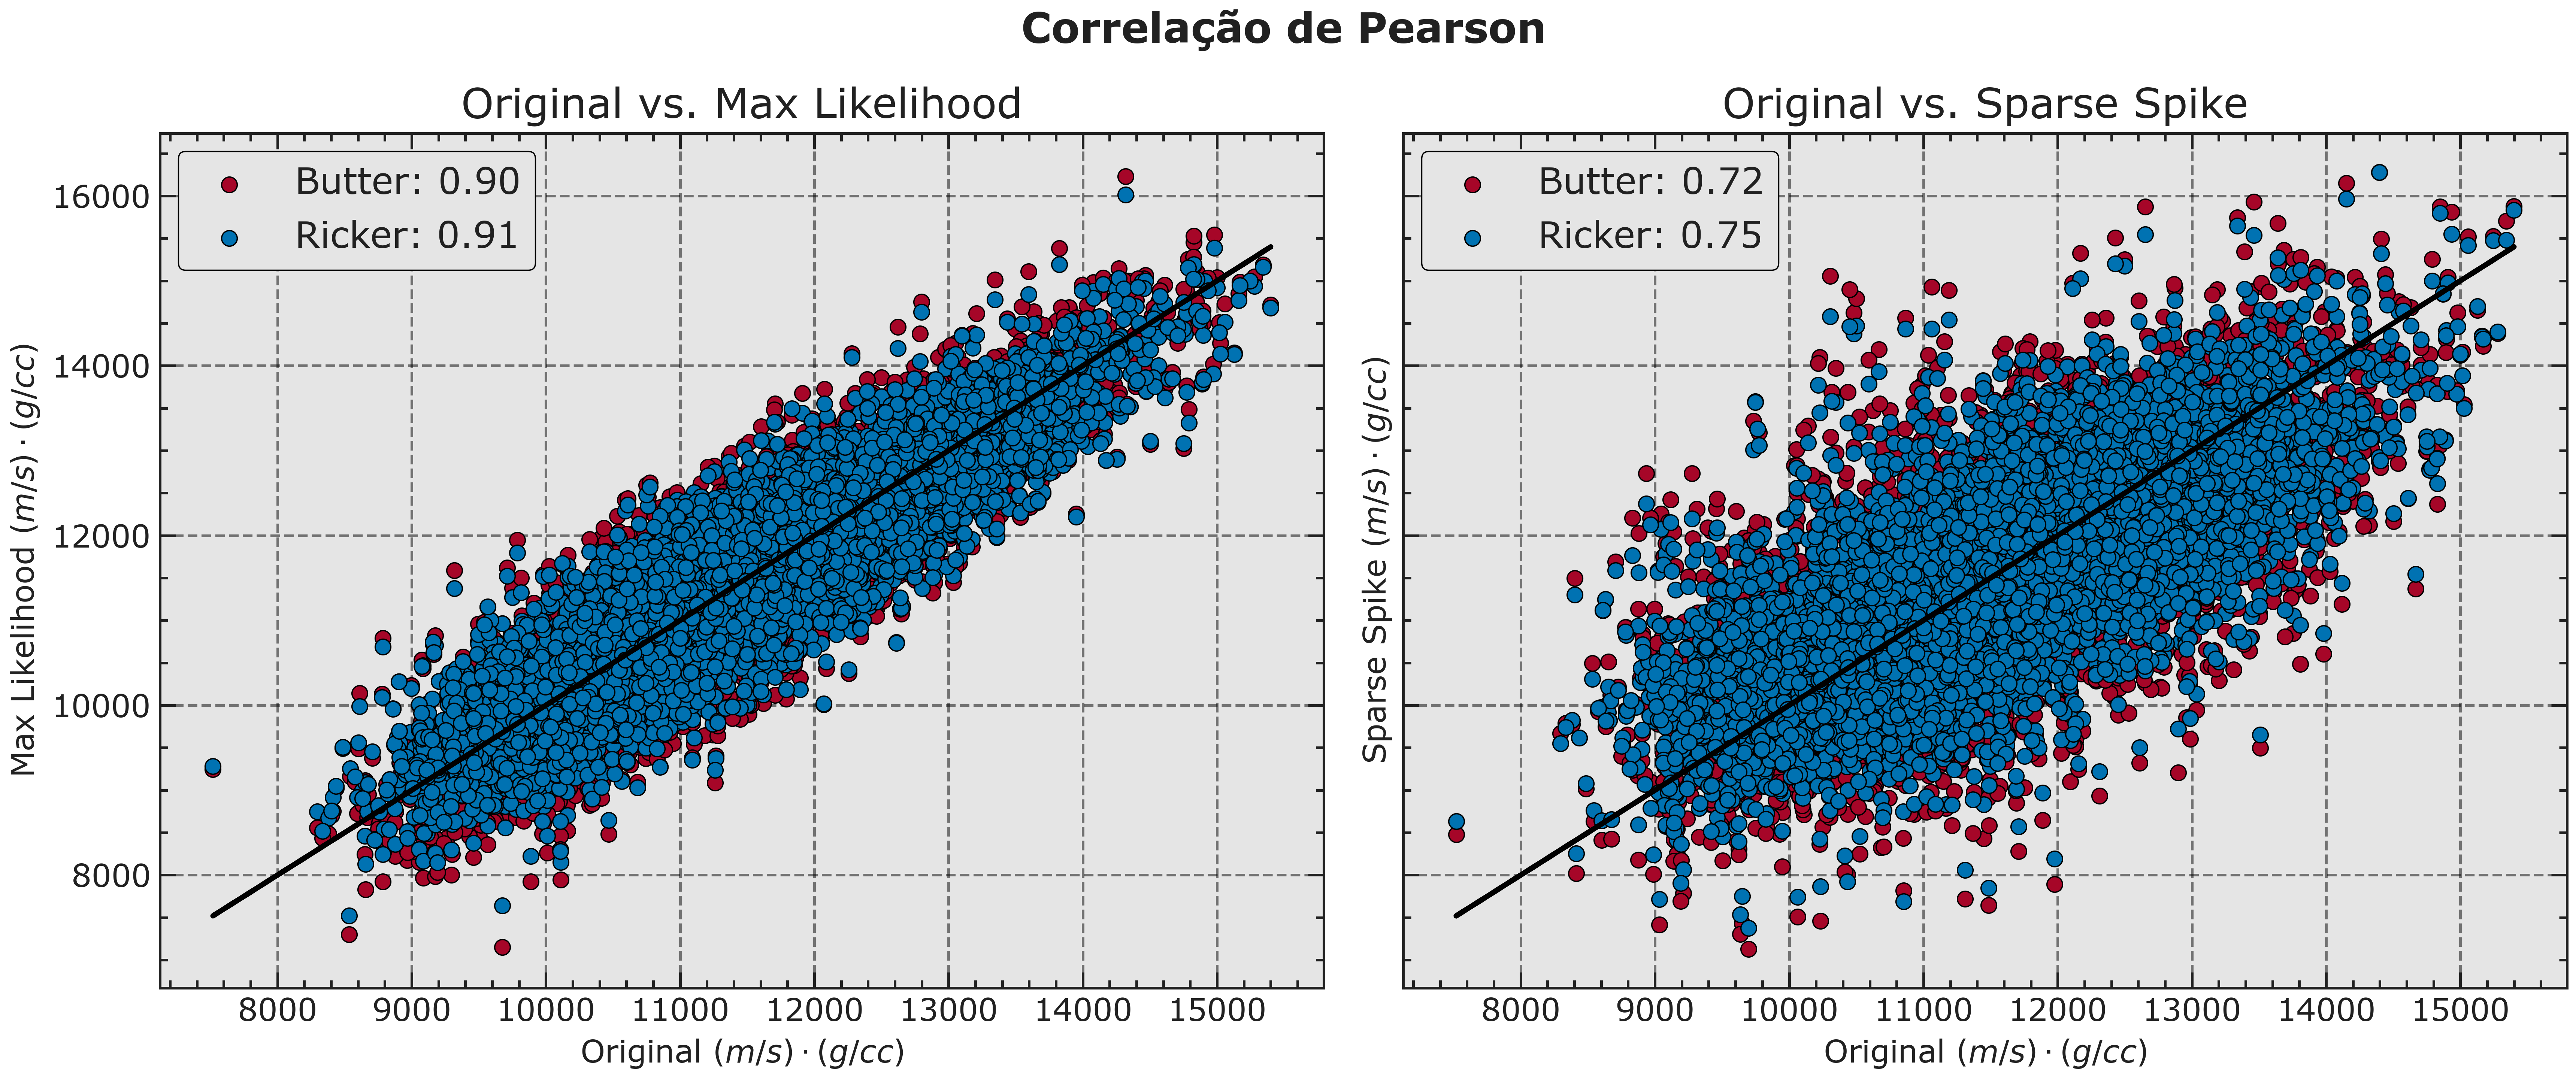 Correlação de Pearson
Original vs. Max Likelihood
Butter: 0.90
Ricker: 0.91
16000
14000
12000
10000
8000
Max Likelihood (m/s) · (g/cc)
8000 9000 10000 11000 12000 13000 14000 15000
Original (m/s) · (g/cc)
Original vs. Sparse Spike
Butter: 0.72
Ricker: 0.75
Sparse Spike (m/s) · (g/cc)
8000 9000 10000 11000 12000 13000 14000 15000
Original (m/s) · (g/cc)